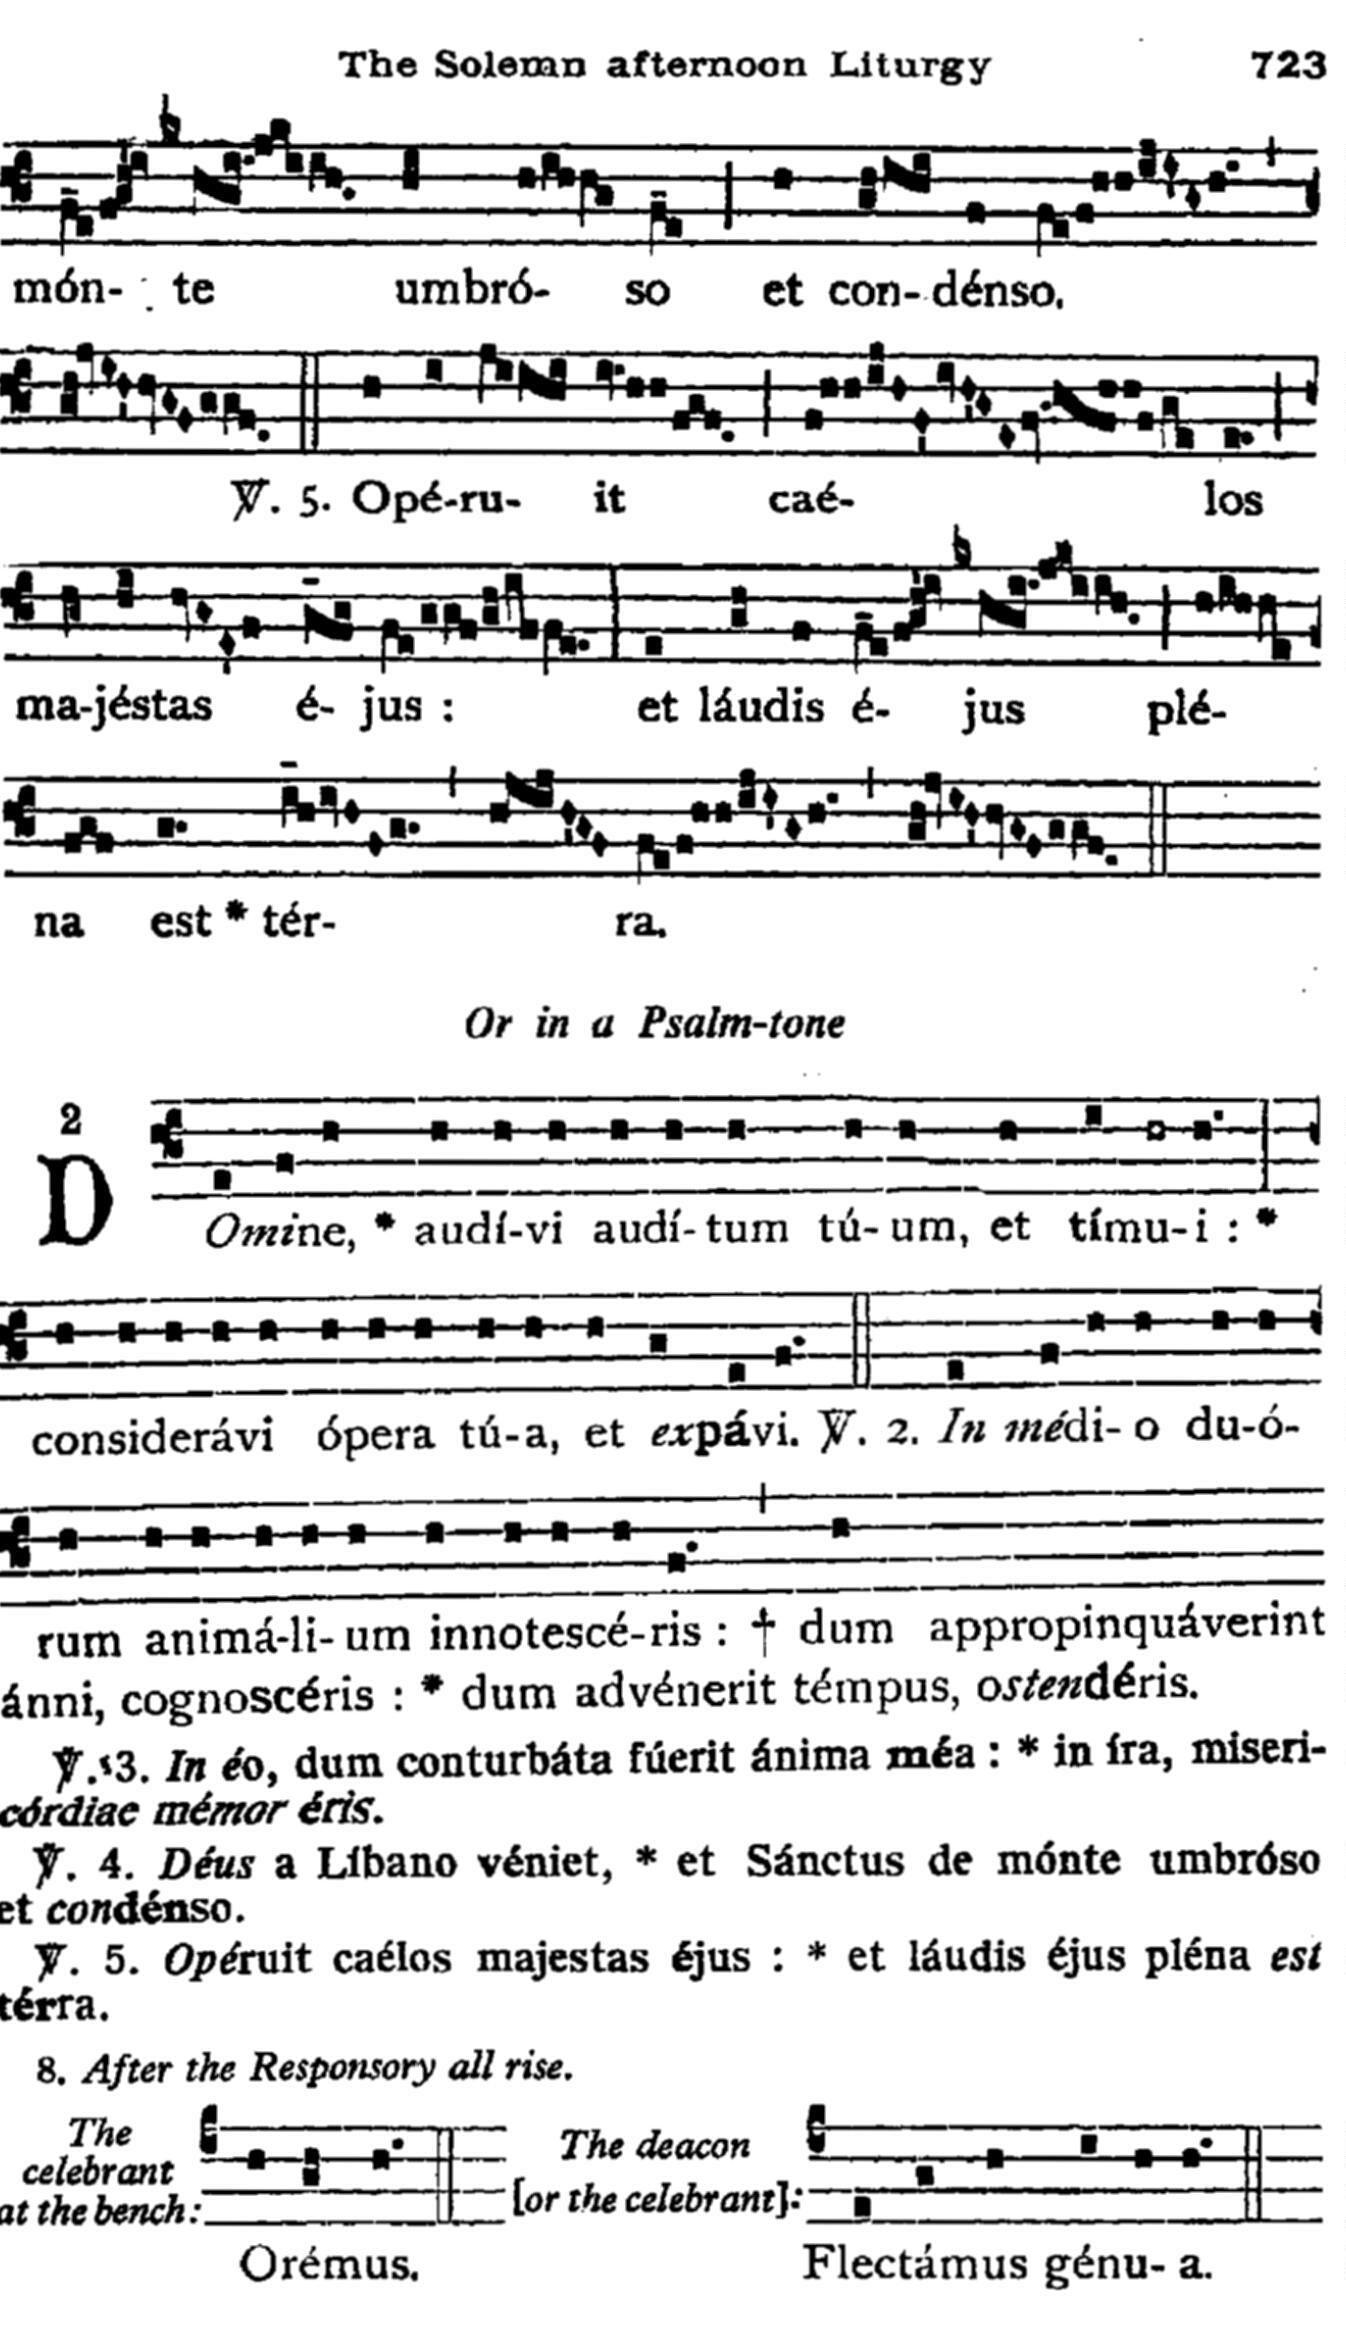 The Solemn afternoon Liturgy 723
món- te umbró- so et con- dénso.
℣. 5. Opé-ru- it caé- los
ma-jéstas é- jus : et láudis é- jus plé-
na est * tér- ra.
Or in a Psalm-tone
2
DOmine, * audí-vi audí-tum tú-um, et tímu-i : *
considerávi ópera tú-a, et expávi. ℣. 2. In médi- o du-ó-
rum animá-li-um innotescé-ris : † dum appropinquáverint
ánni, cognoscéris : * dum advénerit témpus, ostendéris.
℣. 3. In éo, dum conturbáta fúerit ánima méa : * in íra, miseri-
córdiae mémor éris.
℣. 4. Déus a Líbano véniet, * et Sánctus de mónte umbróso
et condénso.
℣. 5. Opéruit caélos majestas éjus : * et láudis éjus pléna est
térra.
8. After the Responsory all rise.
The celebrant at the bench:
Orémus.
The deacon [or the celebrant]:
Flectámus génu- a.